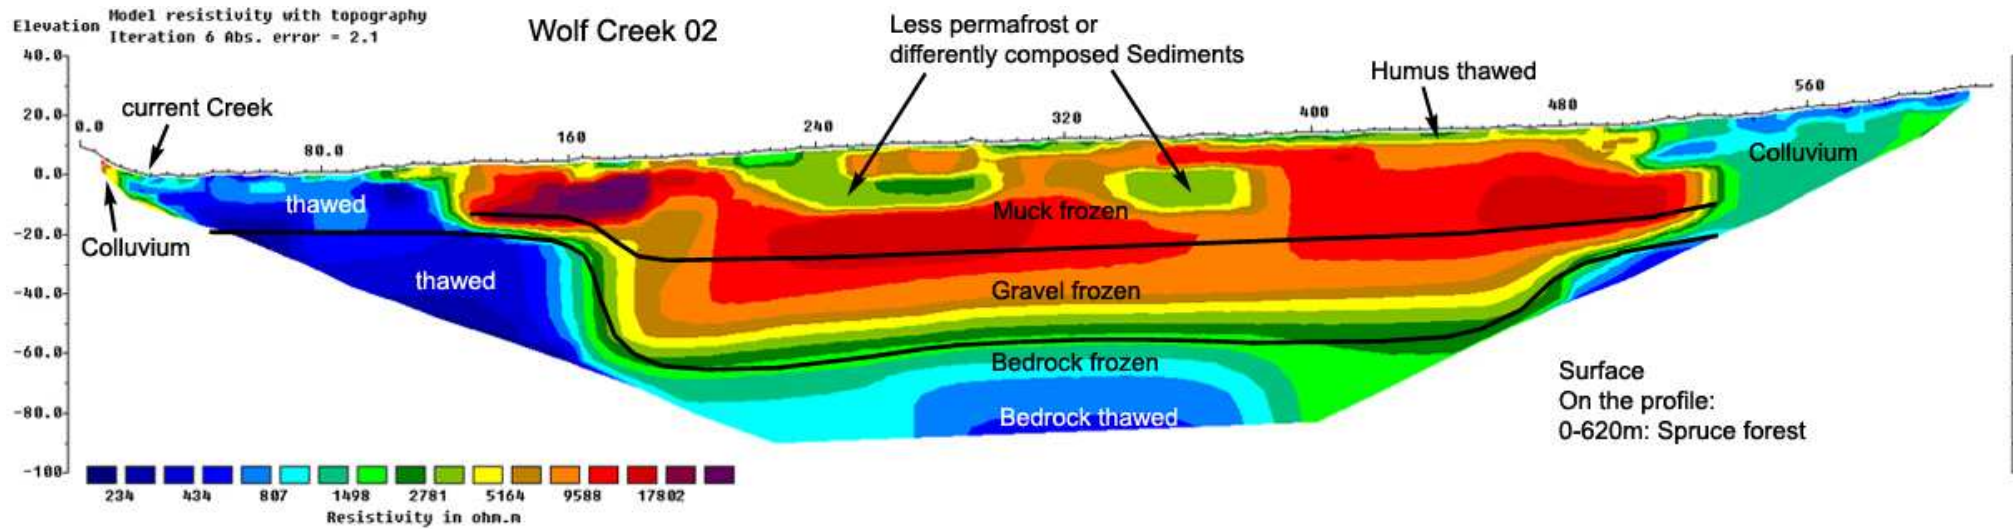 Model resistivity with topography
Elevation Iteration 6 Abs. error = 2.1
Wolf Creek 02
Less permafrost or
differently composed Sediments
Humus thawed
current Creek
40.0
20.0
0.0
-20.0
-40.0
-60.0
-80.0
-100
0.0
80.0
160
240
320
400
480
560
thawed
Colluvium
thawed
Muck frozen
Colluvium
Gravel frozen
Bedrock frozen
Bedrock thawed
Surface
On the profile:
0-620m: Spruce forest
234 434 807 1498 2781 5164 9588 17802
Resistivity in ohm.m